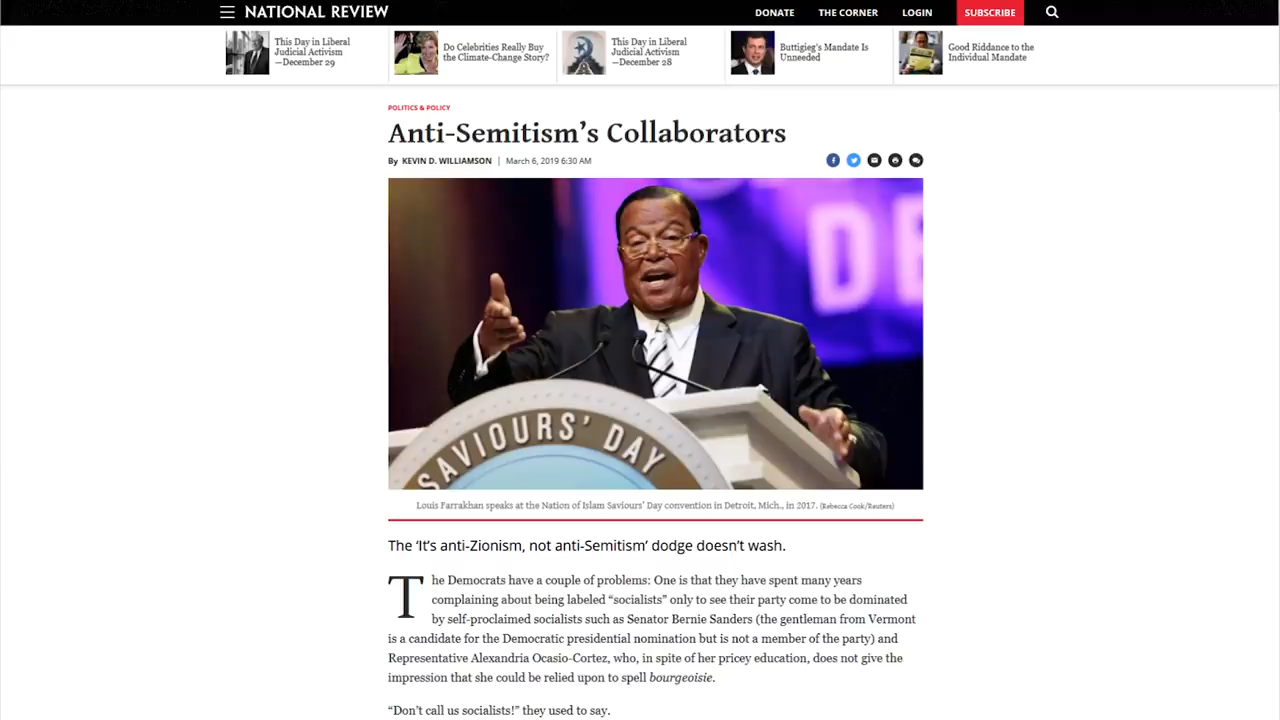 NATIONAL REVIEW
DONATE THE CORNER LOGIN SUBSCRIBE
This Day in Liberal
Judicial Activism
—December 29
Do Celebrities Really Buy
the Climate-Change Story?
This Day in Liberal
Judicial Activism
—December 28
Buttigieg's Mandate Is
Unneeded
Good Riddance to the
Individual Mandate
POLITICS & POLICY
Anti-Semitism's Collaborators
By KEVIN D. WILLIAMSON | March 6, 2019 6:30 AM
DE
SAVIOURS' DAY
Louis Farrakhan speaks at the Nation of Islam Saviours' Day convention in Detroit, Mich., in 2017. (Rebecca Cook/Reuters)
The 'It's anti-Zionism, not anti-Semitism' dodge doesn't wash.
The Democrats have a couple of problems: One is that they have spent many years
complaining about being labeled “socialists” only to see their party come to be dominated
by self-proclaimed socialists such as Senator Bernie Sanders (the gentleman from Vermont
is a candidate for the Democratic presidential nomination but is not a member of the party) and
Representative Alexandria Ocasio-Cortez, who, in spite of her pricey education, does not give the
impression that she could be relied upon to spell bourgeoisie.
“Don't call us socialists!” they used to say.